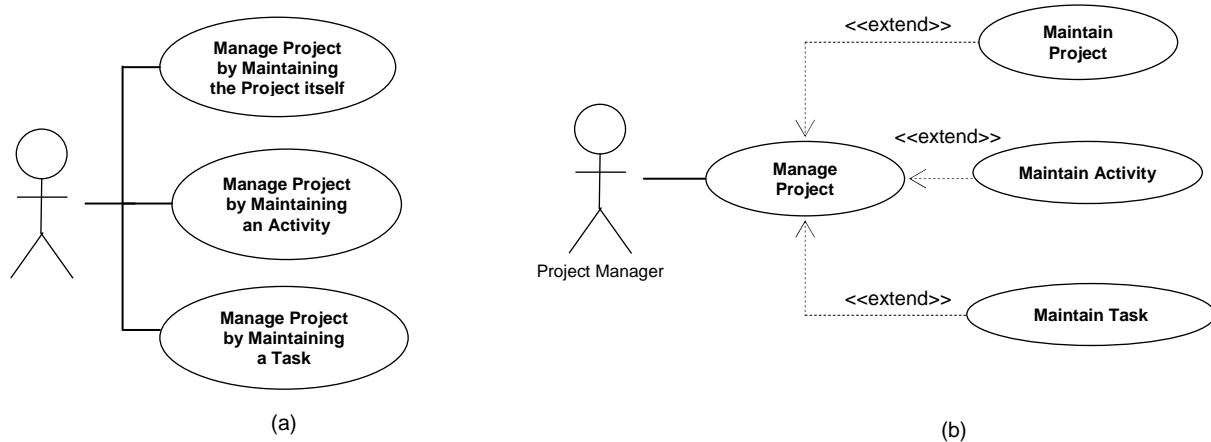 Manage Project
by Maintaining
the Project itself
Manage Project
by Maintaining
an Activity
Manage Project
by Maintaining
a Task
(a)
<<extend>>
Maintain
Project
<<extend>>
Manage
Project
Maintain Activity
Project Manager
<<extend>>
Maintain Task
(b)